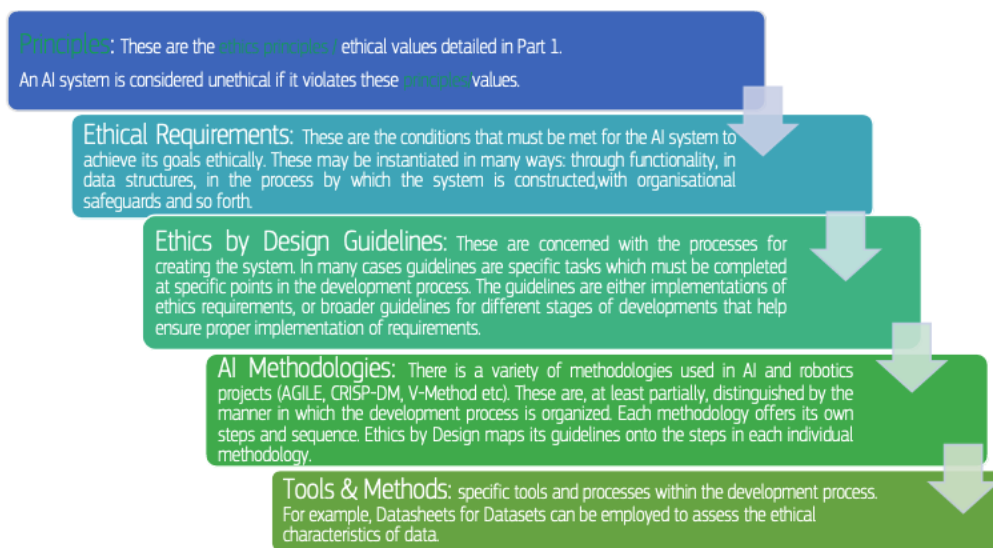 Principles: These are the ethics principles / ethical values detailed in Part 1.
An AI system is considered unethical if it violates these principles/values.
Ethical Requirements: These are the conditions that must be met for the AI system to
achieve its goals ethically. These may be instantiated in many ways: through functionality, in
data structures, in the process by which the system is constructed,with organisational
safeguards and so forth.
Ethics by Design Guidelines: These are concerned with the processes for
creating the system. In many cases guidelines are specific tasks which must be completed
at specific points in the development process. The guidelines are either implementations of
ethics requirements, or broader guidelines for different stages of developments that help
ensure proper implementation of requirements.
AI Methodologies: There is a variety of methodologies used in AI and robotics
projects (AGILE, CRISP-DM, V-Method etc). These are, at least partially, distinguished by the
manner in which the development process is organized. Each methodology offers its own
steps and sequence. Ethics by Design maps its guidelines onto the steps in each individual
methodology.
Tools & Methods: specific tools and processes within the development process.
For example, Datasheets for Datasets can be employed to assess the ethical
characteristics of data.